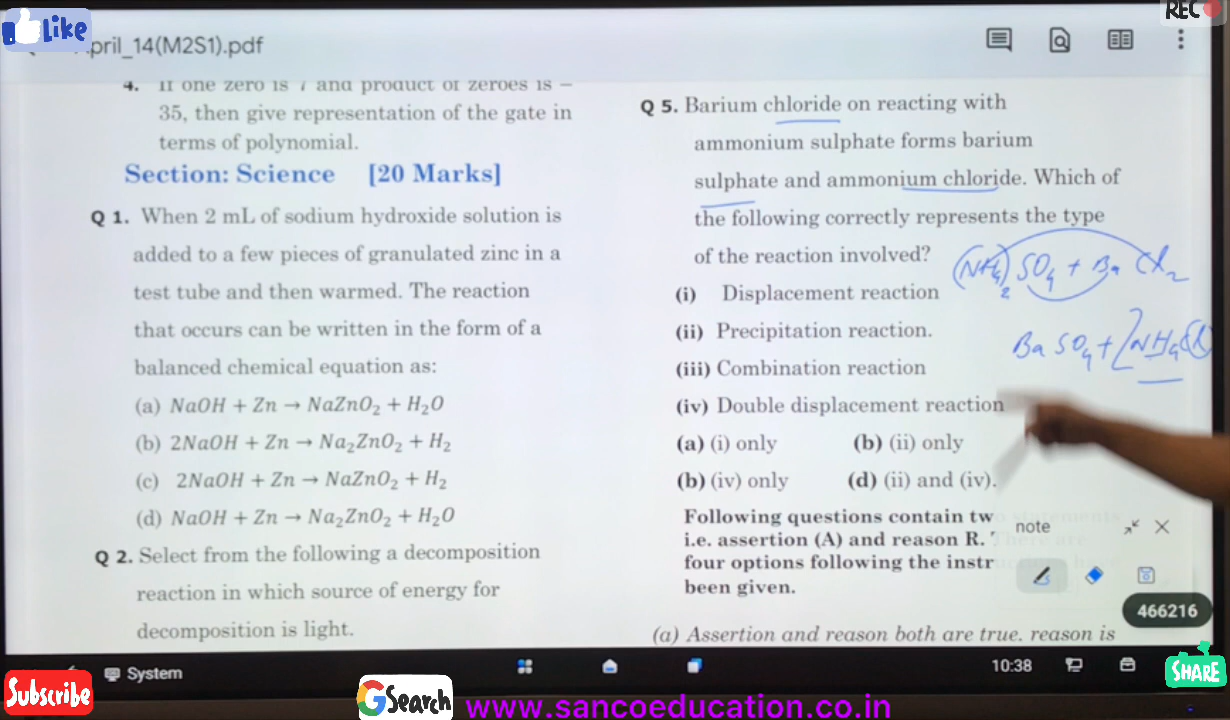 Like
REC
pril_14(M2S1).pdf
4. If one zero is 7 and product of zeroes is –
35, then give representation of the gate in
terms of polynomial.
Section: Science [20 Marks]
Q 1. When 2 mL of sodium hydroxide solution is
added to a few pieces of granulated zinc in a
test tube and then warmed. The reaction
that occurs can be written in the form of a
balanced chemical equation as:
(a) NaOH + Zn → NaZnO₂ + H₂O
(b) 2NaOH + Zn → Na₂ZnO₂ + H₂
(c) 2NaOH + Zn → NaZnO₂ + H₂
(d) NaOH + Zn → Na₂ZnO₂ + H₂O
Q 2. Select from the following a decomposition
reaction in which source of energy for
decomposition is light.
Q 5. Barium chloride on reacting with
ammonium sulphate forms barium
sulphate and ammonium chloride. Which of
the following correctly represents the type
of the reaction involved?
(NH₄)₂ SO₄ + Ba Cl₂
(i) Displacement reaction
(ii) Precipitation reaction.
Ba SO₄ + 2NH₄Cl
(iii) Combination reaction
(iv) Double displacement reaction
(a) (i) only (b) (ii) only
(b) (iv) only (d) (ii) and (iv).
Following questions contain tw
i.e. assertion (A) and reason R.
four options following the instr
been given.
(a) Assertion and reason both are true. reason is
note
466216
System
10:38
Subscribe
GSearch
www.sancoeducation.co.in
SHARE